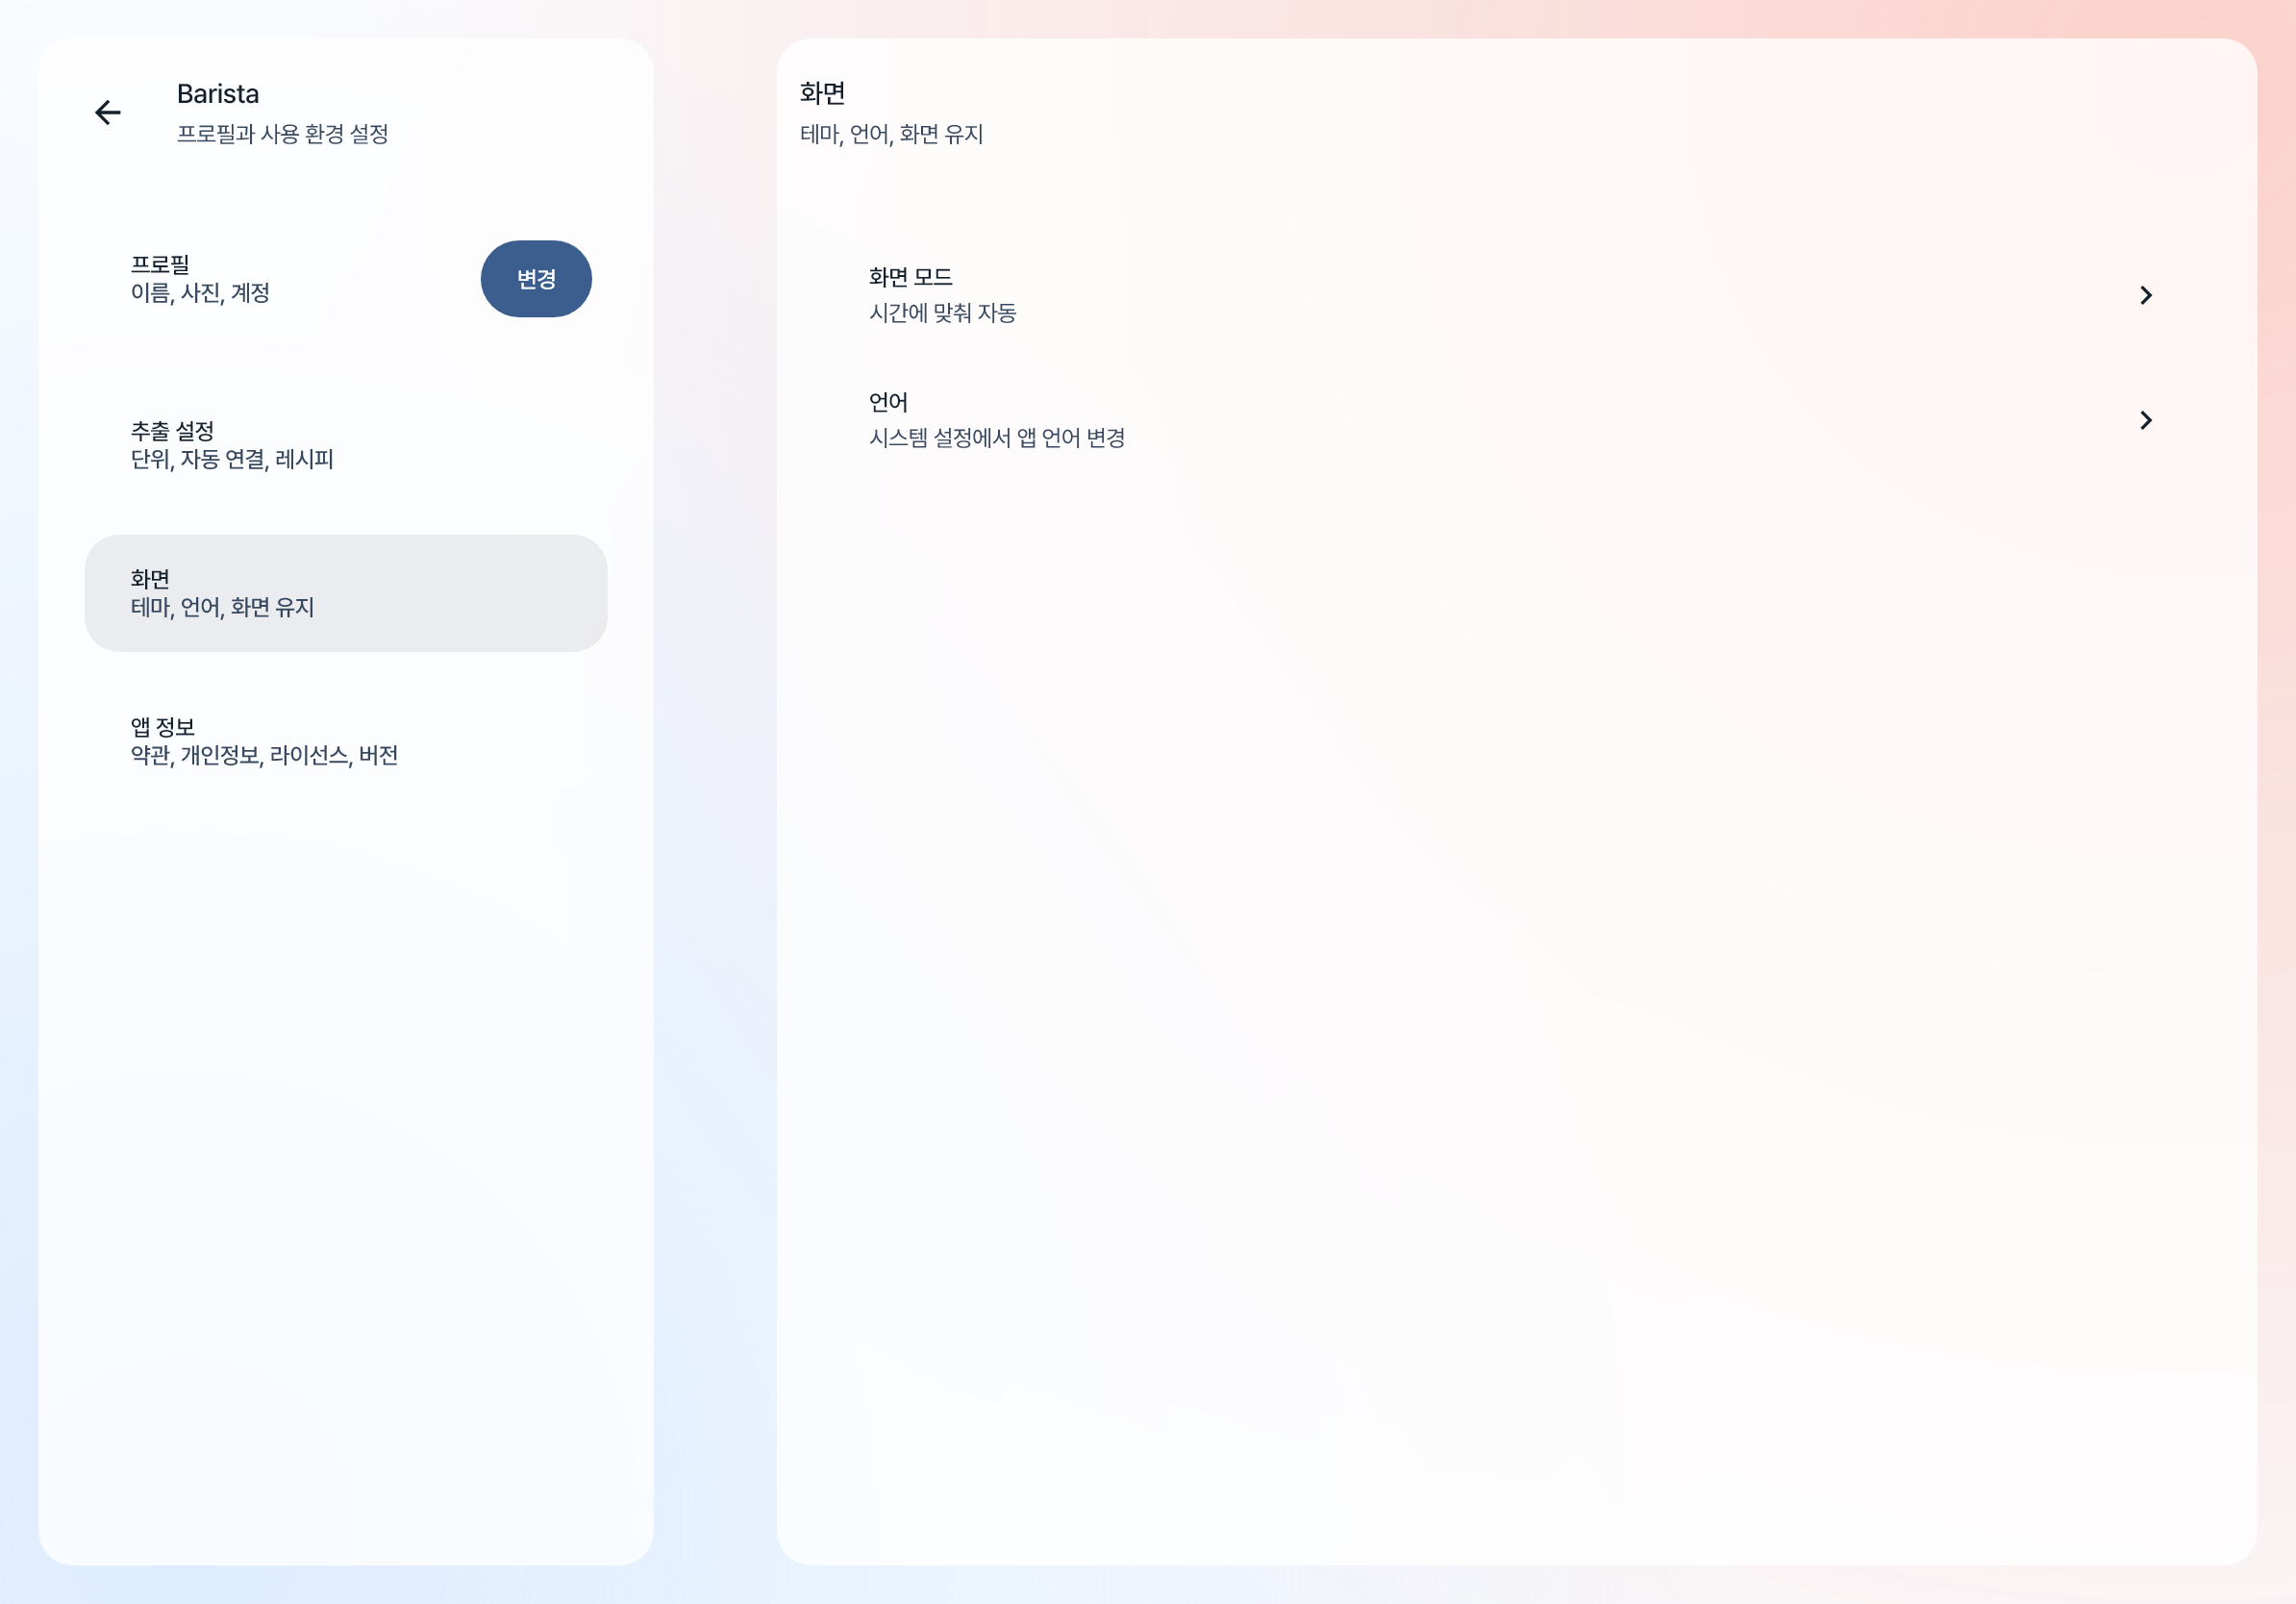 Barista
프로필과 사용 환경 설정
프로필
이름, 사진, 계정
변경
추출 설정
단위, 자동 연결, 레시피
화면
테마, 언어, 화면 유지
앱 정보
약관, 개인정보, 라이선스, 버전
화면
테마, 언어, 화면 유지
화면 모드
시간에 맞춰 자동
언어
시스템 설정에서 앱 언어 변경